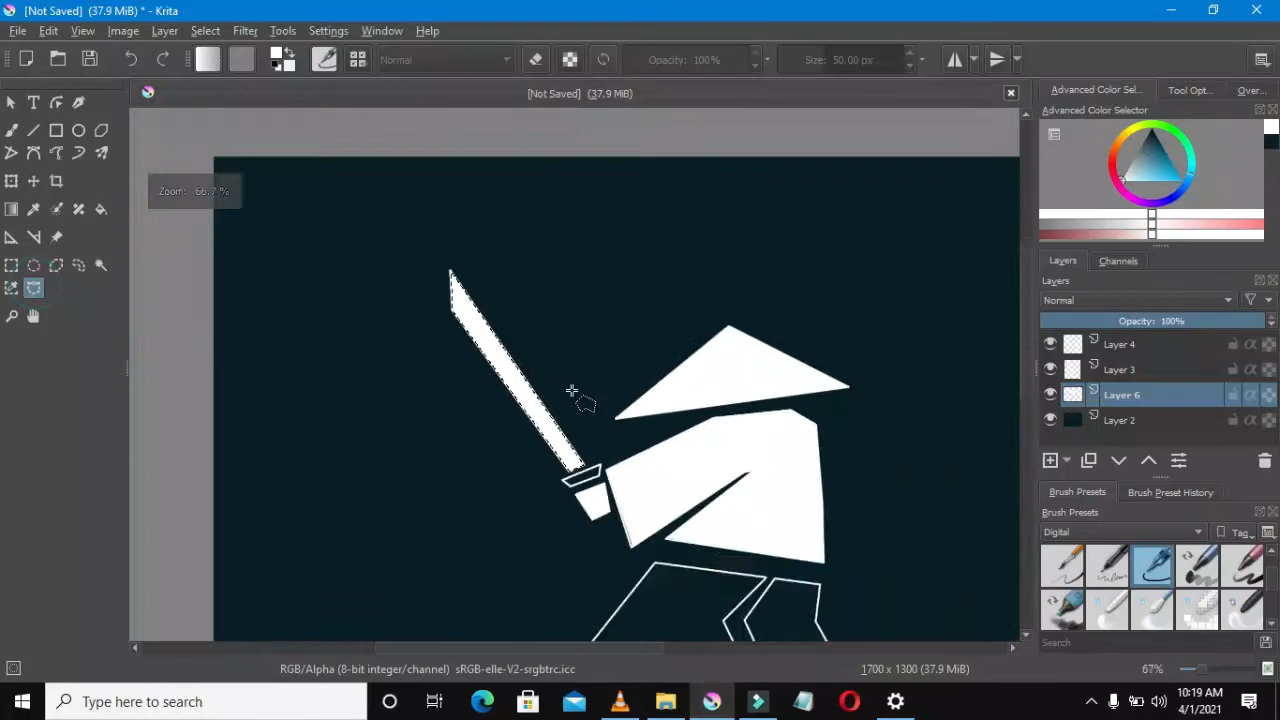 [Not Saved] (37.9 MiB) * - Krita
File Edit View Image Layer Select Filter Tools Settings Window Help
Normal
Opacity: 100%
Size: 50.00 px
[Not Saved] (37.9 MiB)
Zoom: 66.7 %
Advanced Color Sel... Tool Opt... Over...
Advanced Color Selector
Layers Channels
Layers
Normal
Opacity: 100%
Layer 4
Layer 3
Layer 6
Layer 2
Brush Presets Brush Preset History
Brush Presets
Digital
Tag
Search
RGB/Alpha (8-bit integer/channel) sRGB-elle-V2-srgbtrc.icc
1700 x 1300 (37.9 MiB)
67%
Type here to search
10:19 AM
4/1/2021